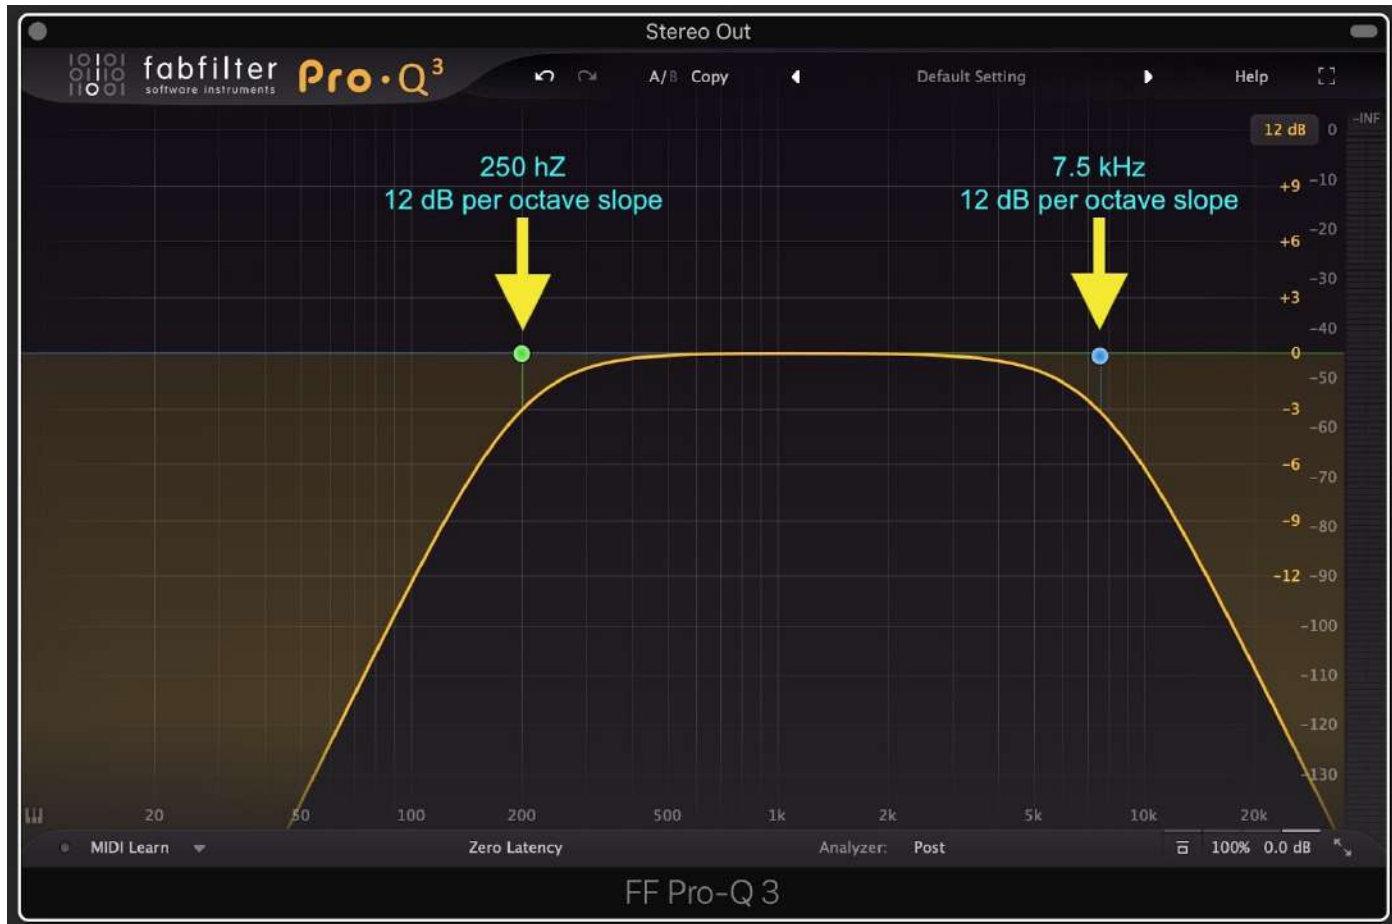 Stereo Out
fabfilter
software instruments
Pro·Q³
A/B Copy
Default Setting
Help
12 dB
0
-INF
250 hZ
12 dB per octave slope
7.5 kHz
12 dB per octave slope
+9
-10
-20
+6
-30
+3
-40
0
-50
-3
-60
-6
-70
-9
-80
-12
-90
-100
-110
-120
-130
20 50 100 200 500 1k 2k 5k 10k 20k
MIDI Learn
Zero Latency
Analyzer: Post
100% 0.0 dB
FF Pro-Q 3